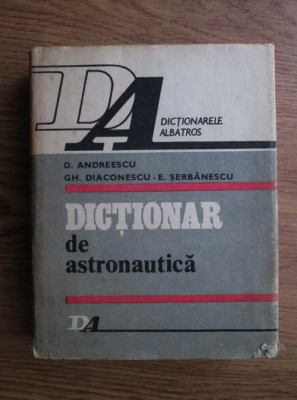 DA
DICȚIONARELE
ALBATROS
D. ANDREESCU
GH. DIACONESCU - E. ȘERBĂNESCU
DICȚIONAR
de
astronautică
DA